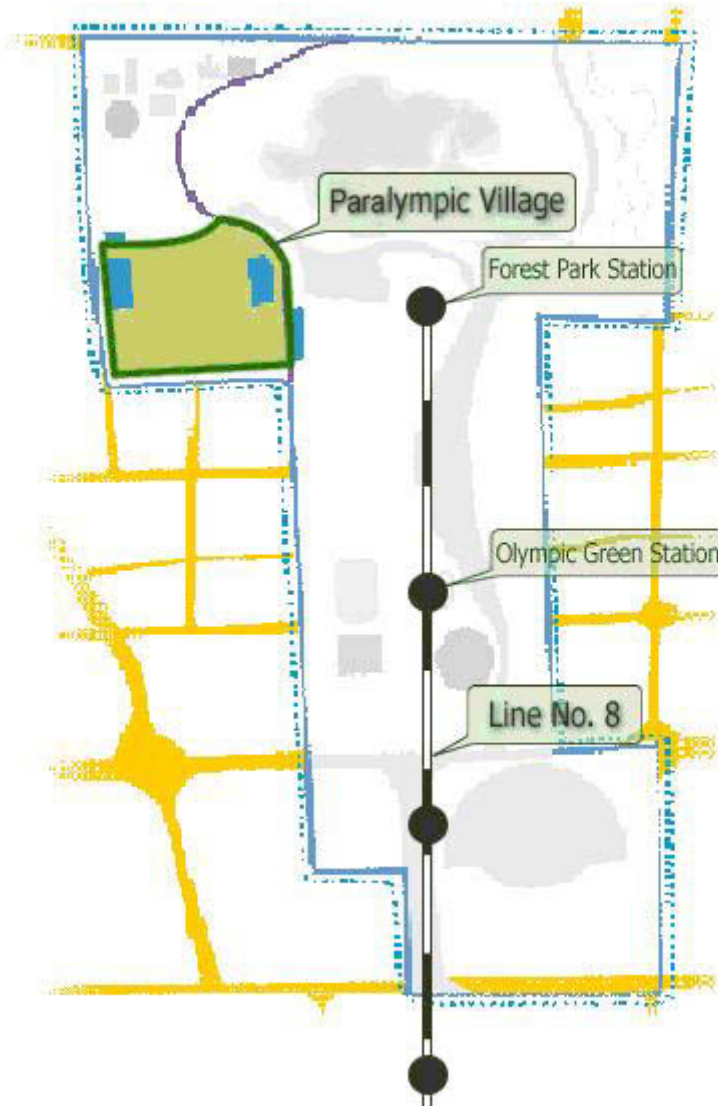 Paralympic Village
Forest Park Station
Olympic Green Station
Line No. 8